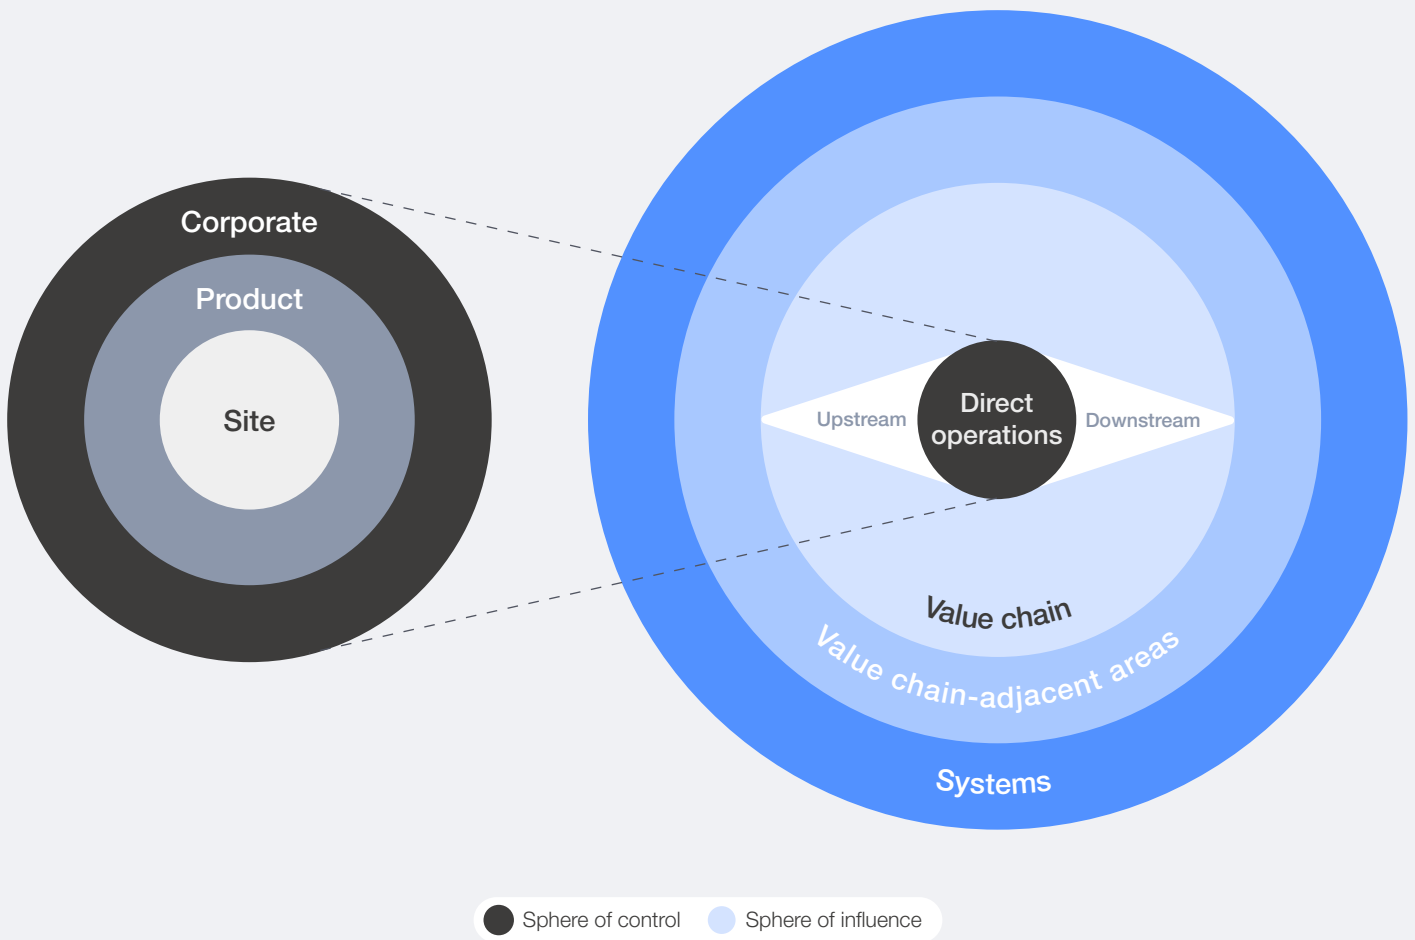 Corporate
Product
Site
Upstream
Direct
operations
Downstream
Value chain
Value chain-adjacent areas
Systems
Sphere of control
Sphere of influence